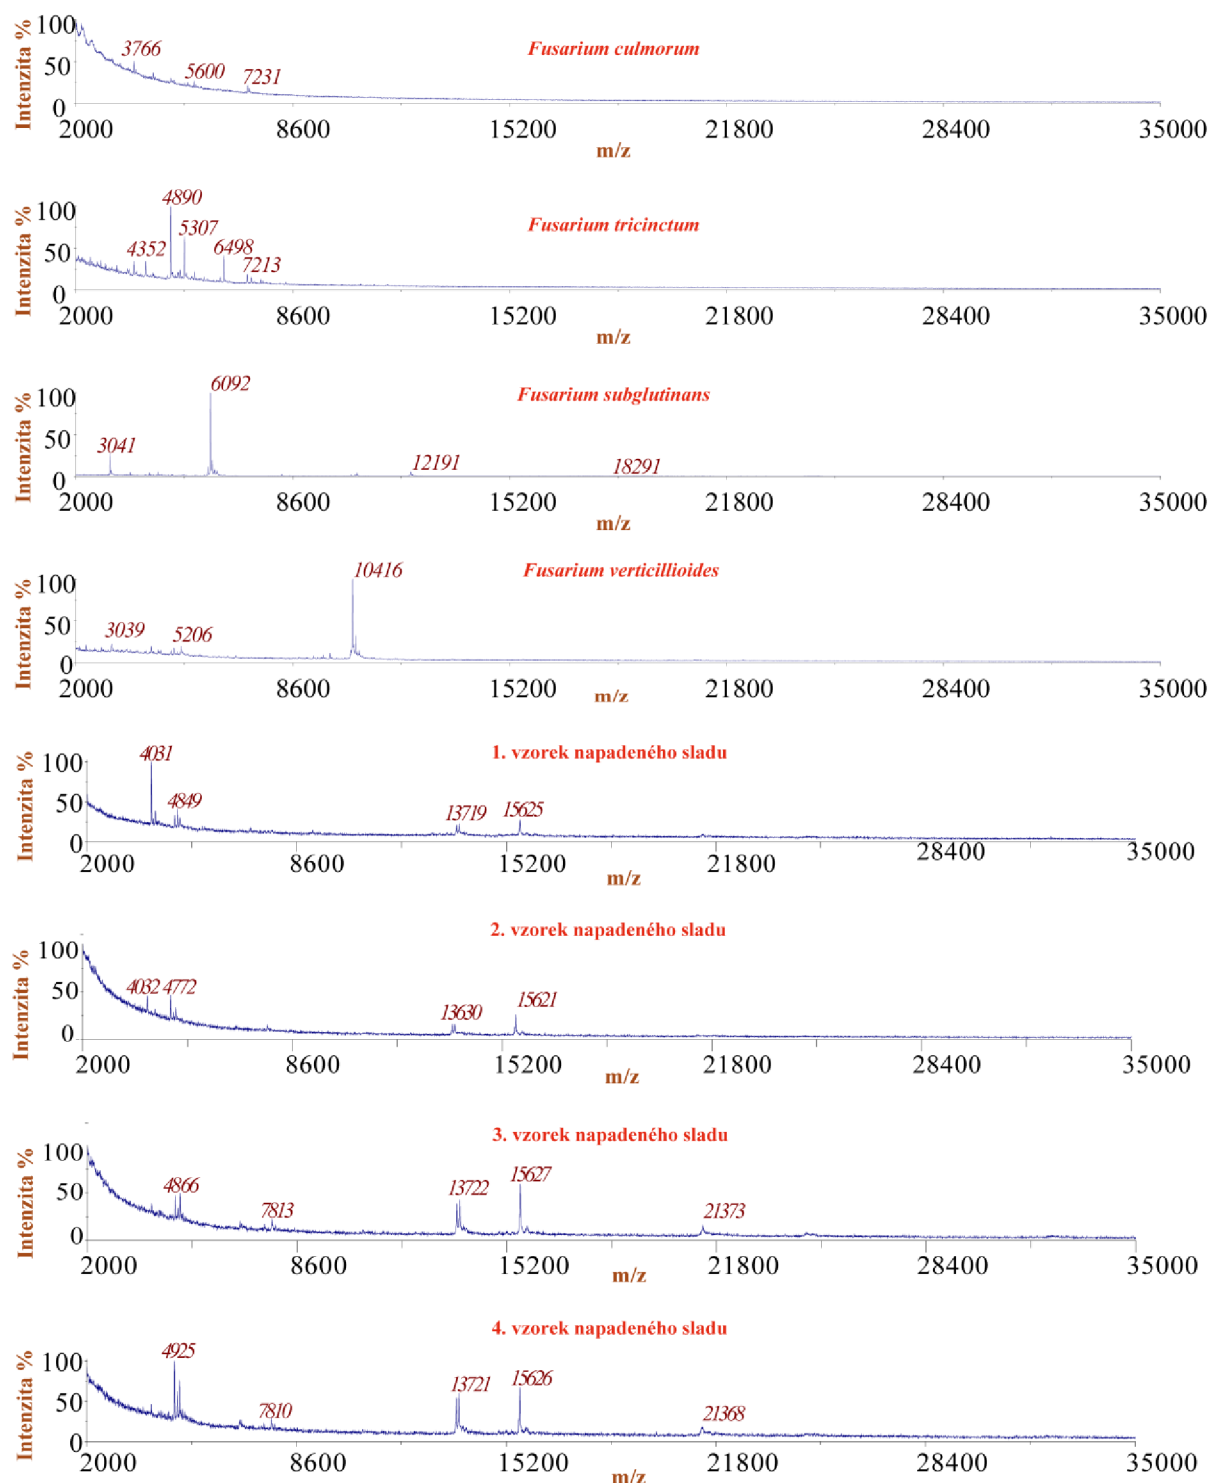 Fusarium culmorum
Intenzita %
100
50
0
3766
5600
7231
2000 8600 15200 21800 28400 35000
m/z
Fusarium tricinctum
Intenzita %
100
50
0
4352
4890
5307
6498
7213
2000 8600 15200 21800 28400 35000
m/z
Fusarium subglutinans
Intenzita %
100
50
0
3041
6092
12191
18291
2000 8600 15200 21800 28400 35000
m/z
Fusarium verticillioides
Intenzita %
100
50
0
3039
5206
10416
2000 8600 15200 21800 28400 35000
m/z
1. vzorek napadeného sladu
Intenzita %
100
50
0
4031
4849
13719
15625
2000 8600 15200 21800 28400 35000
m/z
2. vzorek napadeného sladu
Intenzita %
100
50
0
4032
4772
13630
15621
2000 8600 15200 21800 28400 35000
m/z
3. vzorek napadeného sladu
Intenzita %
100
50
0
4866
7813
13722
15627
21373
2000 8600 15200 21800 28400 35000
m/z
4. vzorek napadeného sladu
Intenzita %
100
50
0
4925
7810
13721
15626
21368
2000 8600 15200 21800 28400 35000
m/z